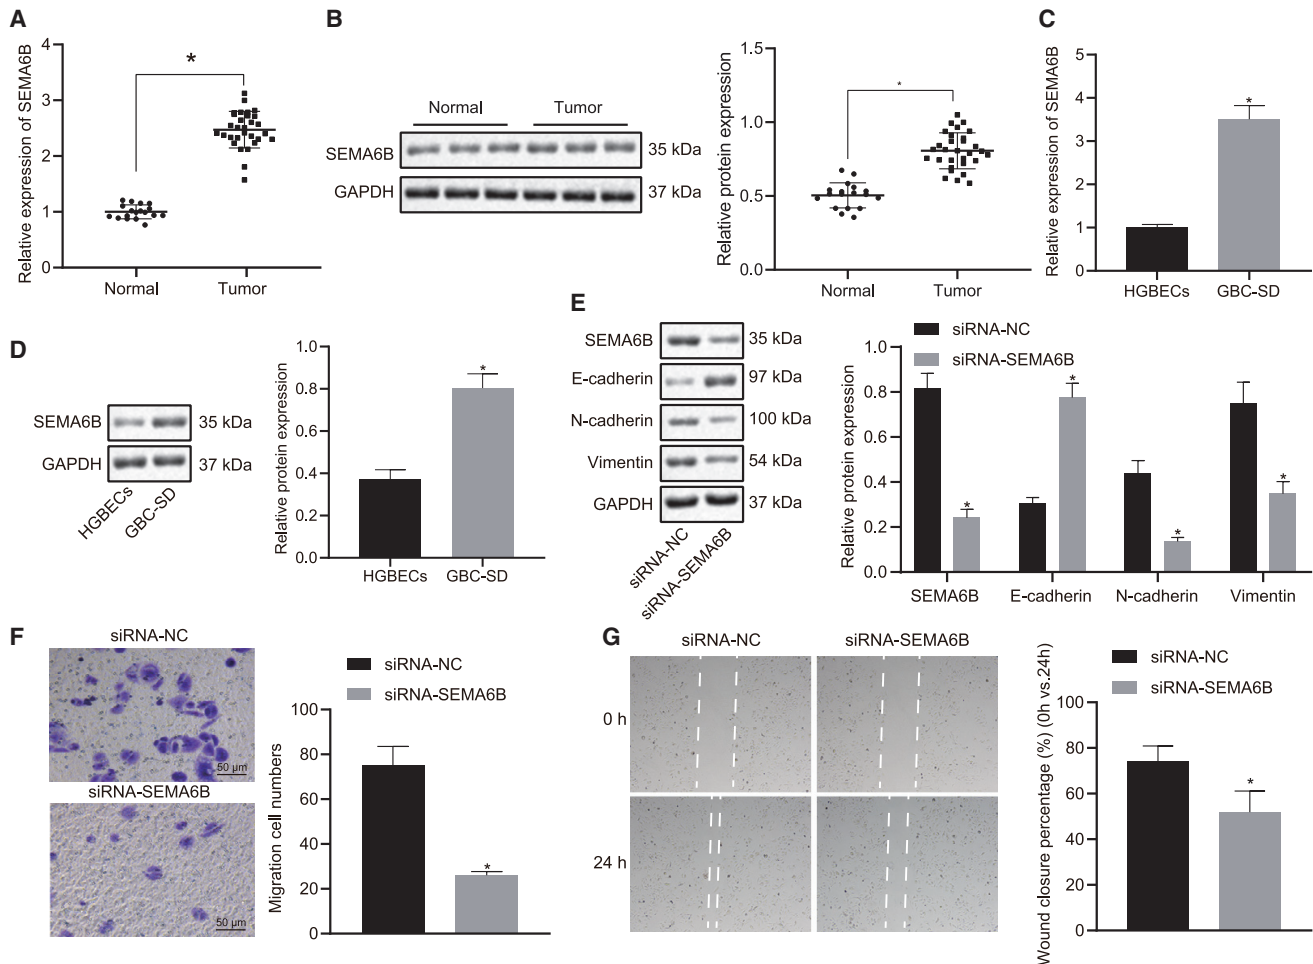 A
Relative expression of SEMA6B
4
3
2
1
0
*
Normal
Tumor
B
Normal
Tumor
SEMA6B
35 kDa
GAPDH
37 kDa
Relative protein expression
1.5
1.0
0.5
0.0
*
Normal
Tumor
C
Relative expression of SEMA6B
5
4
3
2
1
0
*
HGBECs
GBC-SD
D
SEMA6B
35 kDa
GAPDH
37 kDa
HGBECs
GBC-SD
Relative protein expression
1.0
0.8
0.6
0.4
0.2
0.0
*
HGBECs
GBC-SD
E
SEMA6B
35 kDa
E-cadherin
97 kDa
N-cadherin
100 kDa
Vimentin
54 kDa
GAPDH
37 kDa
siRNA-NC
siRNA-SEMA6B
siRNA-NC
siRNA-SEMA6B
Relative protein expression
1.0
0.8
0.6
0.4
0.2
0.0
*
*
*
*
SEMA6B
E-cadherin
N-cadherin
Vimentin
F
siRNA-NC
50 µm
siRNA-SEMA6B
50 µm
siRNA-NC
siRNA-SEMA6B
Migration cell numbers
100
80
60
40
20
0
*
G
siRNA-NC
siRNA-SEMA6B
0 h
24 h
siRNA-NC
siRNA-SEMA6B
Wound closure percentage (%) (0h vs.24h)
100
80
60
40
20
0
*